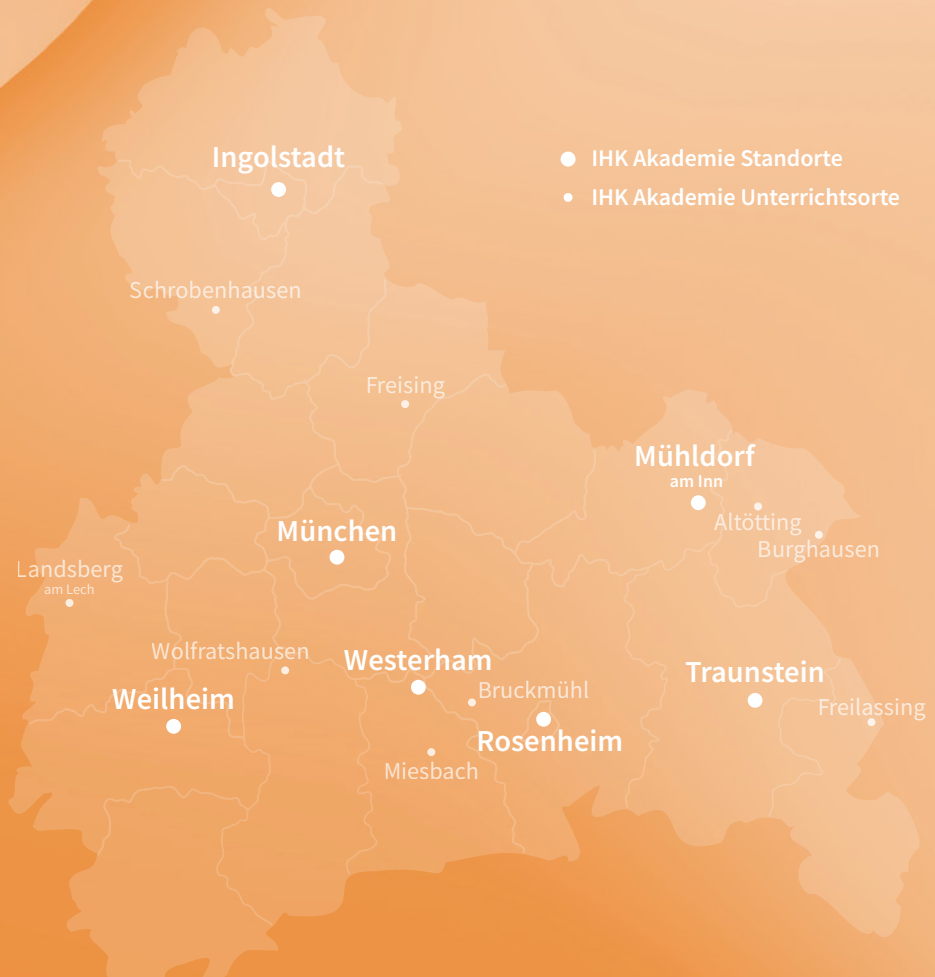 Ingolstadt
IHK Akademie Standorte
IHK Akademie Unterrichtsorte
Schrobenhausen
Freising
Mühldorf
am Inn
Altötting
Burghausen
München
Landsberg
am Lech
Wolfratshausen
Westerham
Bruckmühl
Weilheim
Rosenheim
Miesbach
Traunstein
Freilassing